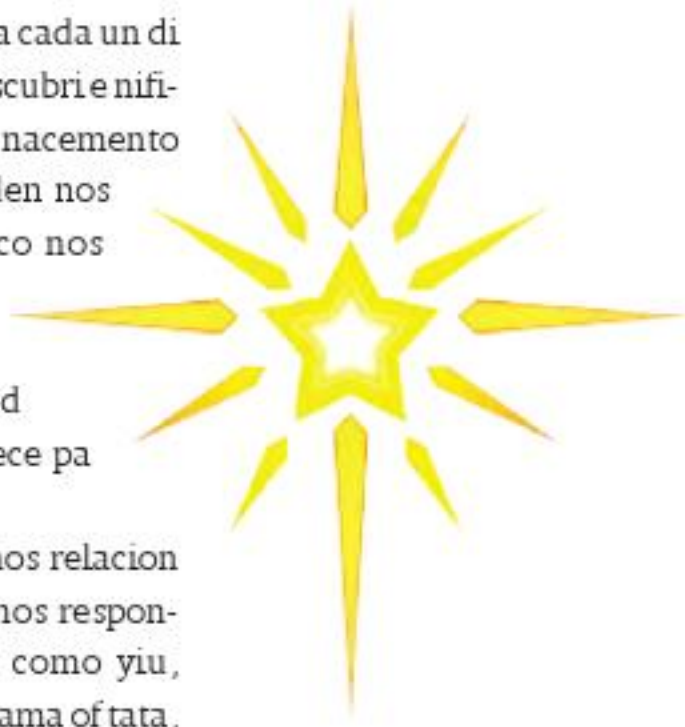 a cada un di
scubri e nifi-
nacemento
den nos
co nos
d
ece pa
nos relacion
nos respon-
como yiu,
ama of tata.